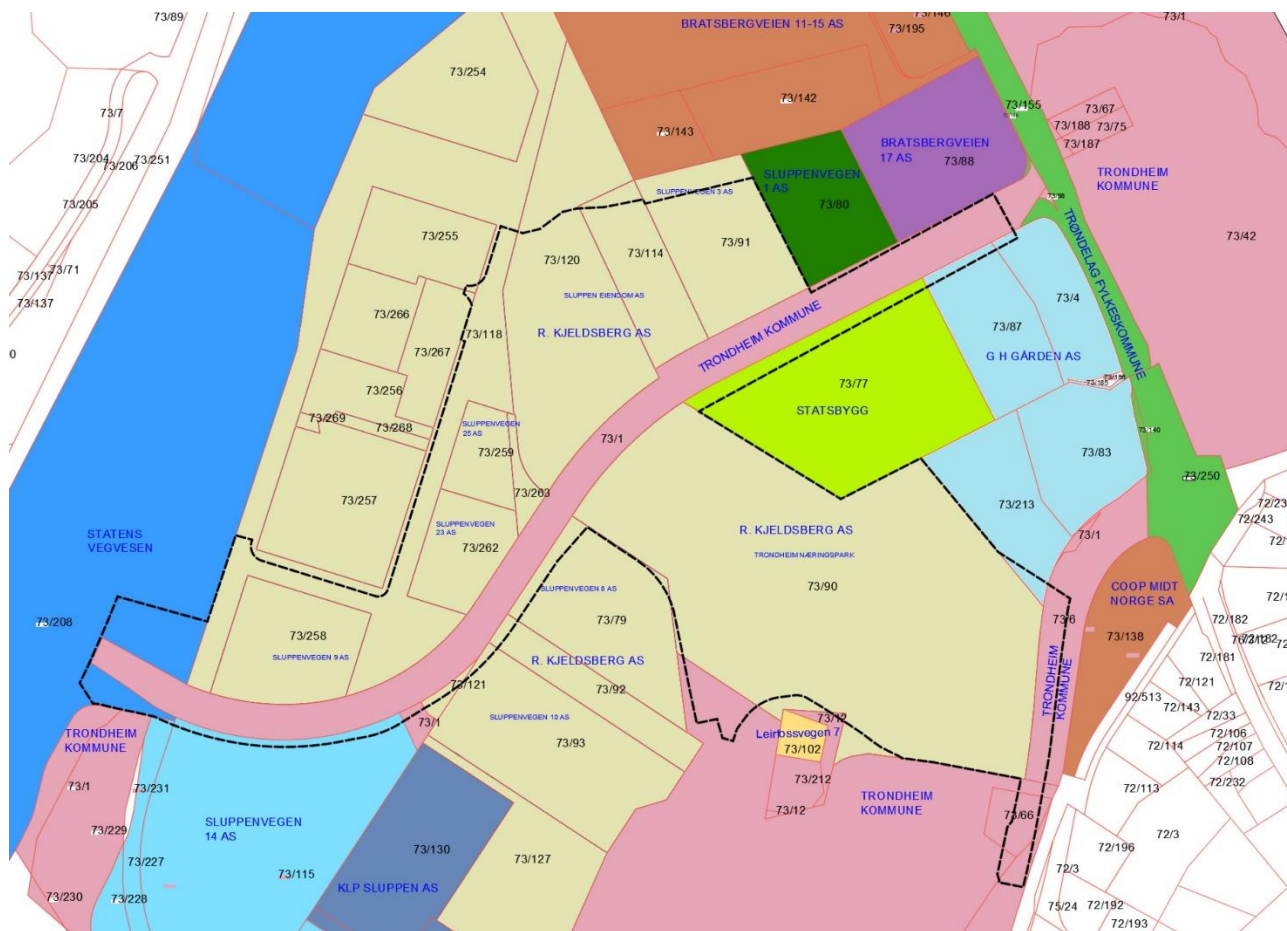 73/89
BRATSBERGVEIEN 11-15 AS
73/146
73/195
73/1
73/254
73/142
73/155
73/67
73/7
73/143
73/188
73/75
BRATSBERGVEIEN
17 AS
73/88
73/187
73/204
73/206
73/251
SLUPPENVEGEN
1 AS
TRONDHEIM
KOMMUNE
SLUPPENVEGEN 3 AS
73/98
73/205
73/80
73/255
73/42
73/91
73/114
73/120
73/137
73/71
73/137
SLUPPEN EIENDOM AS
73/4
73/266
73/87
R. KJELDSBERG AS
73/118
TRONDHEIM KOMMUNE
TRØNDELAG FYLKESKOMMUNE
0
73/267
G H GÅRDEN AS
73/77
73/185
73/196
73/256
STATSBYGG
73/269
73/268
SLUPPENVEGEN
25 AS
73/1
73/140
73/259
73/83
73/250
73/257
73/263
73/213
72/243
STATENS
VEGVESEN
SLUPPENVEGEN
23 AS
73/262
R. KJELDSBERG AS
TRONDHEIM NÆRINGSPARK
73/1
73/90
SLUPPENVEGEN 8 AS
COOP MIDT
NORGE SA
73/208
73/79
73/6
72/182
73/258
73/138
SLUPPENVEGEN 9 AS
R. KJELDSBERG AS
72/181
73/121
73/92
TRONDHEIM
KOMMUNE
72/121
92/513
72/143
72/33
SLUPPENVEGEN 10 AS
73/1
73/12
TRONDHEIM
KOMMUNE
Leirfossvegen 7
72/106
73/93
73/102
72/114
72/107
72/108
73/212
72/232
73/1
73/231
TRONDHEIM
KOMMUNE
72/113
73/12
73/66
SLUPPENVEGEN
14 AS
73/229
72/3
73/130
72/196
73/227
73/127
73/115
72/3
KLP SLUPPEN AS
73/230
73/228
75/24
72/192
72/193